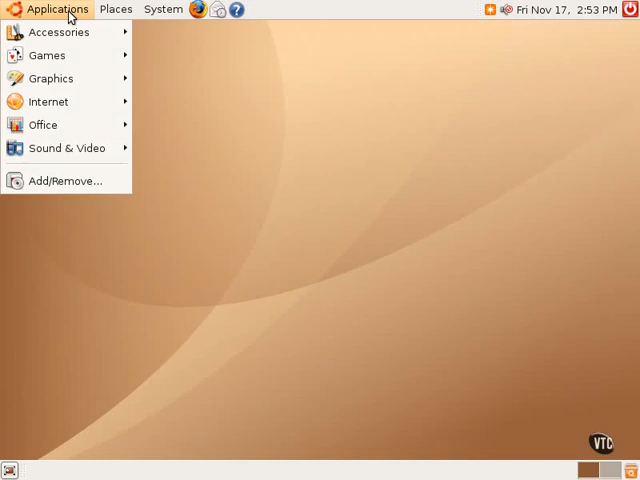 Applications Places System Fri Nov 17, 2:53 PM
Accessories
Games
Graphics
Internet
Office
Sound & Video
Add/Remove...
VTC